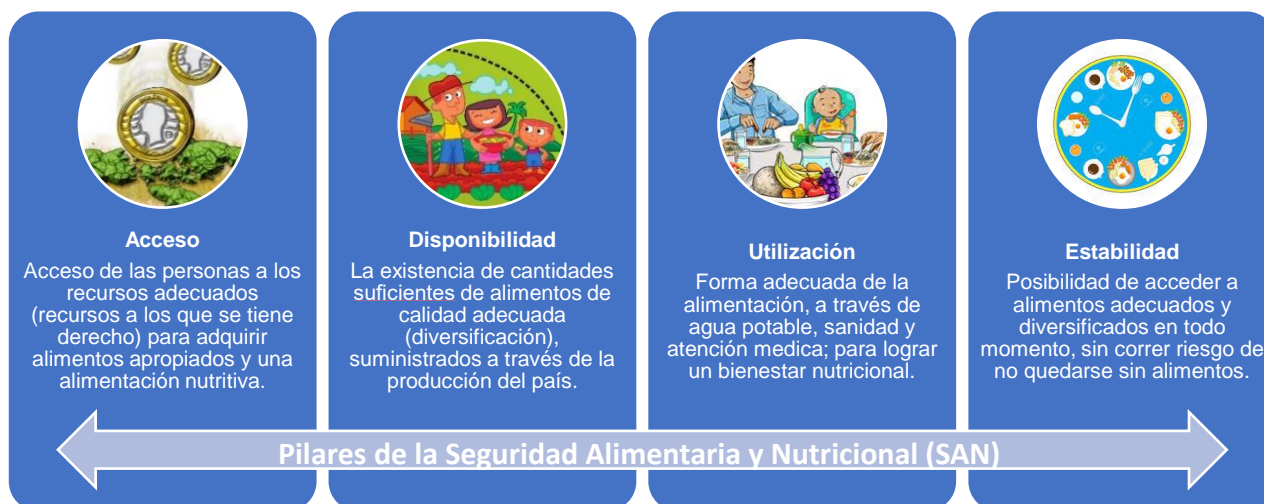 Acceso
Acceso de las personas a los
recursos adecuados
(recursos a los que se tiene
derecho) para adquirir
alimentos apropiados y una
alimentación nutritiva.
Disponibilidad
La existencia de cantidades
suficientes de alimentos de
calidad adecuada
(diversificación),
suministrados a través de la
producción del país.
Utilización
Forma adecuada de la
alimentación, a través de
agua potable, sanidad y
atención medica; para lograr
un bienestar nutricional.
Estabilidad
Posibilidad de acceder a
alimentos adecuados y
diversificados en todo
momento, sin correr riesgo de
no quedarse sin alimentos.
Pilares de la Seguridad Alimentaria y Nutricional (SAN)